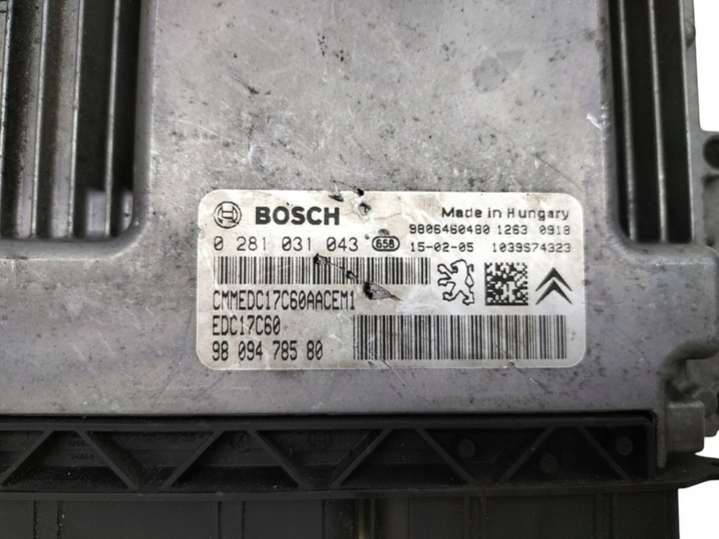 BOSCH
Made in Hungary
0 281 031 043 658
9806460480 1263 0918
15-02-05 1039S74323
CMMEDC17C60AACEM1
EDC17C60
98 094 785 80